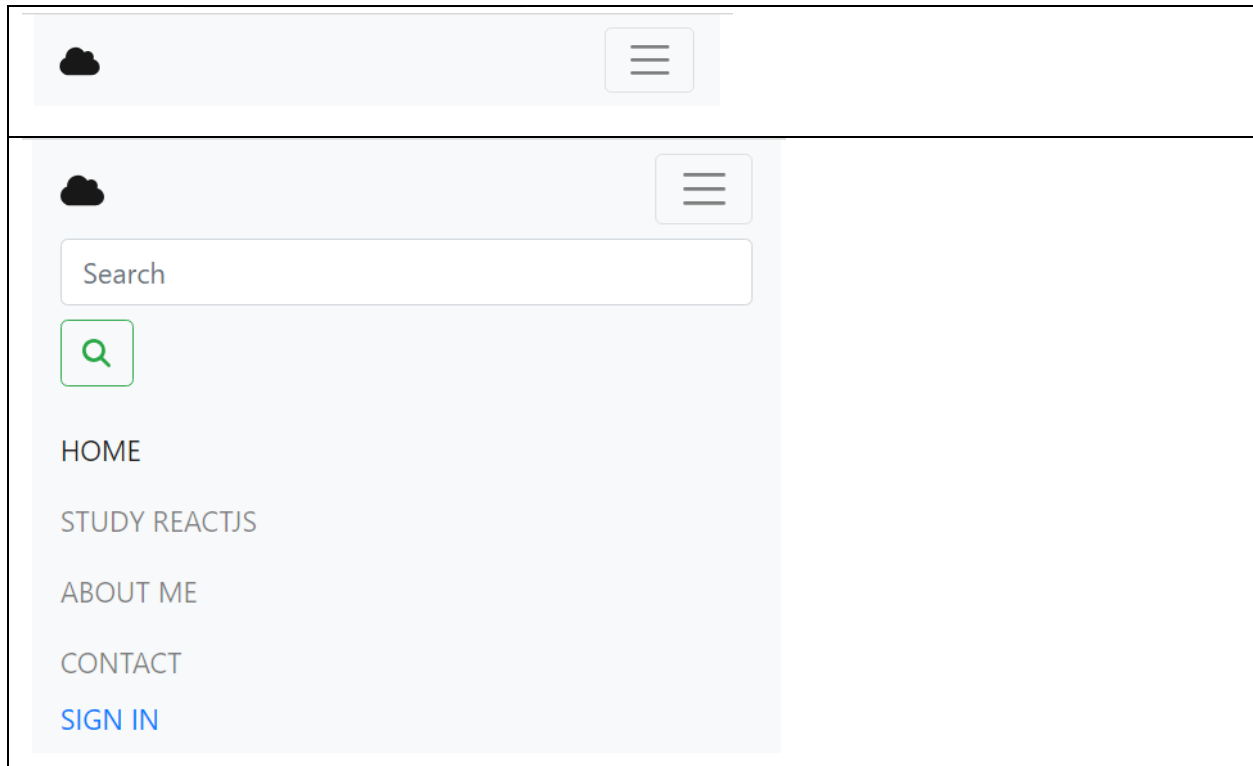 Search
HOME
STUDY REACTJS
ABOUT ME
CONTACT
SIGN IN